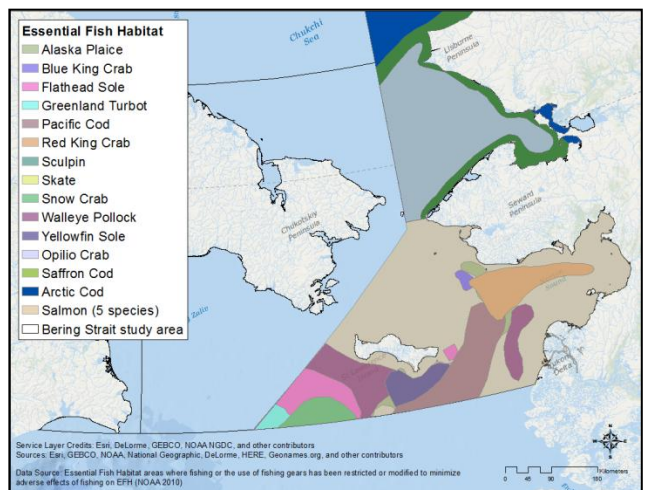 Essential Fish Habitat
Alaska Plaice
Blue King Crab
Flathead Sole
Greenland Turbot
Pacific Cod
Red King Crab
Sculpin
Skate
Snow Crab
Walleye Pollock
Yellowfin Sole
Opilio Crab
Saffron Cod
Arctic Cod
Salmon (5 species)
Bering Strait study area
Chukchi
Sea
Lisburne
Peninsula
Seward
Peninsula
Chukotskiy
Peninsula
Yukon
Delta
Service Layer Credits: Esri, DeLorme, GEBCO, NOAA NGDC, and other contributors
Sources: Esri, GEBCO, NOAA, National Geographic, DeLorme, HERE, Geonames.org, and other contributors
Data Source: Essential Fish Habitat areas where fishing or the use of fishing gears has been restricted or modified to minimize
adverse effects of fishing on EFH (NOAA 2010)
Kilometers
0 45 90 180